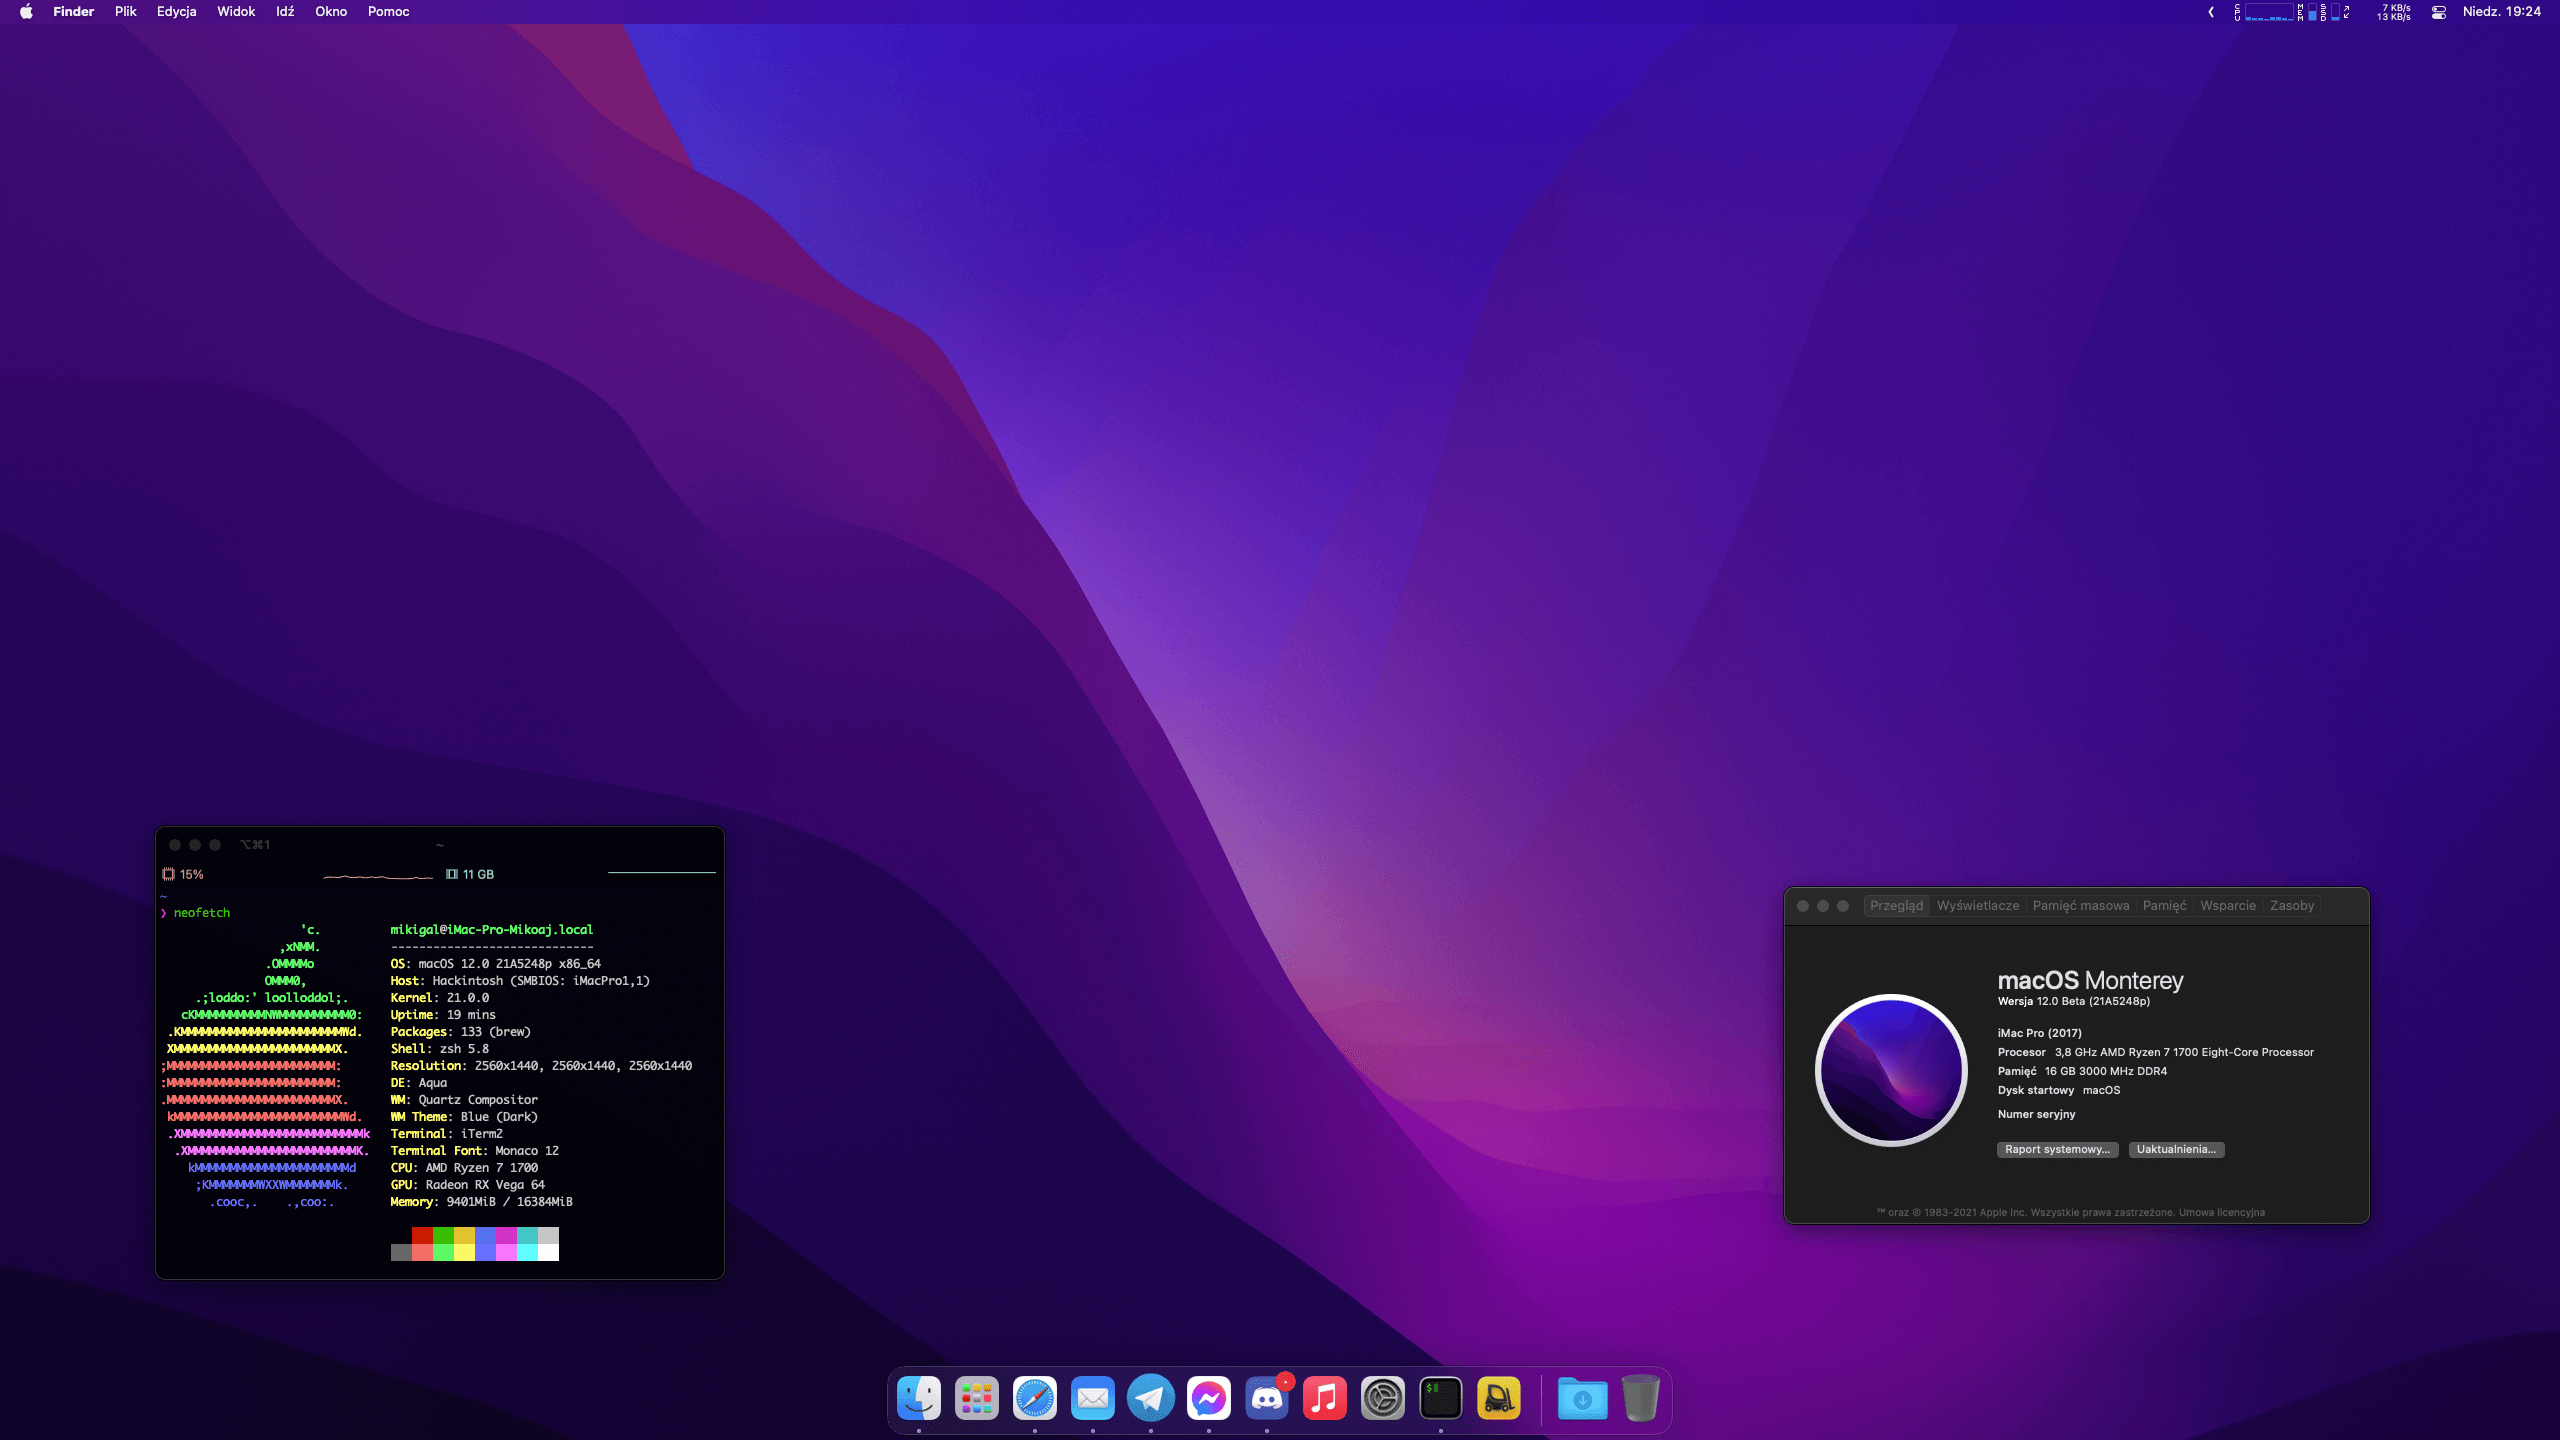 Finder Plik Edycja Widok Idź Okno Pomoc
CPU MEM SSD 7 KB/s 13 KB/s Niedz. 19:24
⌥⌘1 ~
15% 11 GB
~
❯ neofetch
'c. mikigal@iMac-Pro-Mikoaj.local
,xNMM. -----------------------------
.OMMMMo OS: macOS 12.0 21A5248p x86_64
OMMM0, Host: Hackintosh (SMBIOS: iMacPro1,1)
.;loddo:' loolloddol;. Kernel: 21.0.0
cKMMMMMMMMMMNWMMMMMMMMMM0: Uptime: 19 mins
.KMMMMMMMMMMMMMMMMMMMMMMMWd. Packages: 133 (brew)
XMMMMMMMMMMMMMMMMMMMMMMMX. Shell: zsh 5.8
;MMMMMMMMMMMMMMMMMMMMMMMM: Resolution: 2560x1440, 2560x1440, 2560x1440
:MMMMMMMMMMMMMMMMMMMMMMMM: DE: Aqua
.MMMMMMMMMMMMMMMMMMMMMMMMX. WM: Quartz Compositor
kMMMMMMMMMMMMMMMMMMMMMMMMWd. WM Theme: Blue (Dark)
.XMMMMMMMMMMMMMMMMMMMMMMMMMMk Terminal: iTerm2
.XMMMMMMMMMMMMMMMMMMMMMMMMK. Terminal Font: Monaco 12
kMMMMMMMMMMMMMMMMMMMMMMd CPU: AMD Ryzen 7 1700
;KMMMMMMMWXXWMMMMMMMk. GPU: Radeon RX Vega 64
.cooc,. .,coo:. Memory: 9401MiB / 16384MiB
Przegląd Wyświetlacze Pamięć masowa Pamięć Wsparcie Zasoby
macOS Monterey
Wersja 12.0 Beta (21A5248p)
iMac Pro (2017)
Procesor 3,8 GHz AMD Ryzen 7 1700 Eight-Core Processor
Pamięć 16 GB 3000 MHz DDR4
Dysk startowy macOS
Numer seryjny
Raport systemowy... Uaktualnienia...
™ oraz © 1983-2021 Apple Inc. Wszystkie prawa zastrzeżone. Umowa licencyjna
$